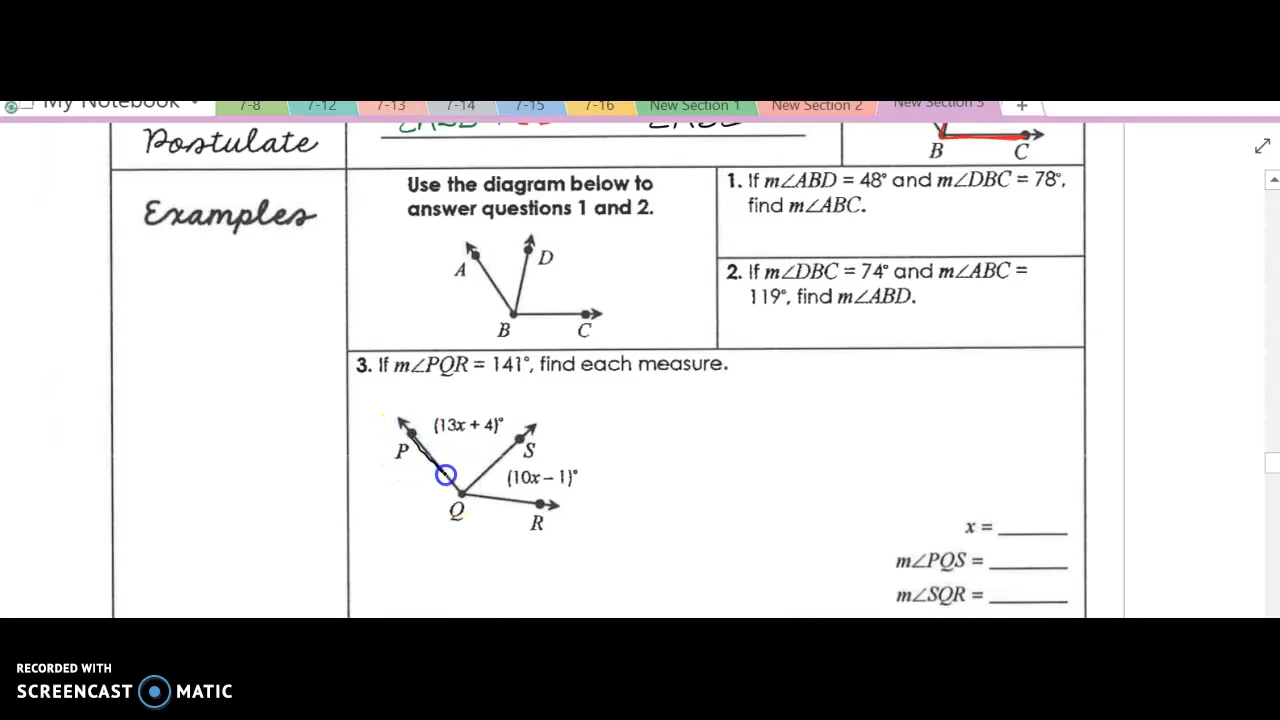 My Notebook
7-8
7-12
7-13
7-14
7-15
7-16
New Section 1
New Section 2
New Section 3
Postulate
B
C
Examples
Use the diagram below to
answer questions 1 and 2.
A
D
B
C
1. If m∠ABD = 48° and m∠DBC = 78°,
find m∠ABC.
2. If m∠DBC = 74° and m∠ABC =
119°, find m∠ABD.
3. If m∠PQR = 141°, find each measure.
(13x + 4)°
P
S
(10x – 1)°
Q
R
x = ______
m∠PQS = ______
m∠SQR = ______
RECORDED WITH
SCREENCAST MATIC